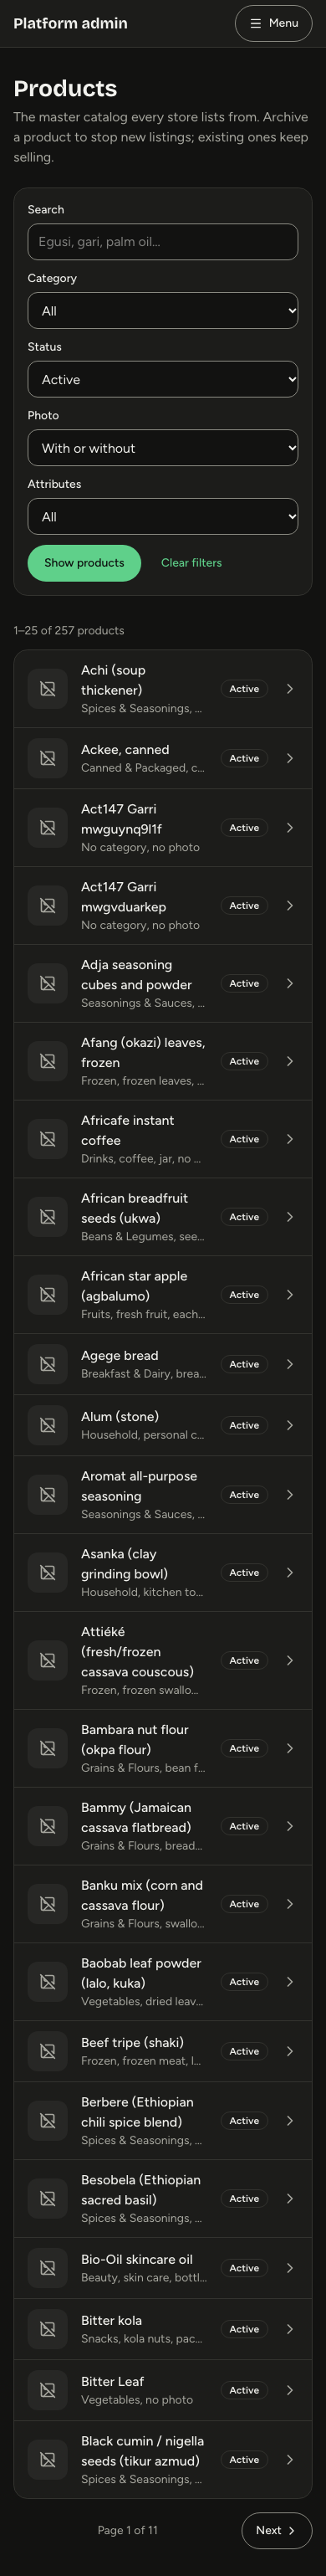 Platform admin
Menu
Products
The master catalog every store lists from. Archive
a product to stop new listings; existing ones keep
selling.
Search
Egusi, gari, palm oil...
Category
All
Status
Active
Photo
With or without
Attributes
All
Show products
Clear filters
1–25 of 257 products
Achi (soup
thickener)
Spices & Seasonings, ...
Active
Ackee, canned
Canned & Packaged, c...
Active
Act147 Garri
mwguynq9l1f
No category, no photo
Active
Act147 Garri
mwgvduarkep
No category, no photo
Active
Adja seasoning
cubes and powder
Seasonings & Sauces, ...
Active
Afang (okazi) leaves,
frozen
Frozen, frozen leaves, ...
Active
Africafe instant
coffee
Drinks, coffee, jar, no ...
Active
African breadfruit
seeds (ukwa)
Beans & Legumes, see...
Active
African star apple
(agbalumo)
Fruits, fresh fruit, each...
Active
Agege bread
Breakfast & Dairy, brea...
Active
Alum (stone)
Household, personal c...
Active
Aromat all-purpose
seasoning
Seasonings & Sauces, ...
Active
Asanka (clay
grinding bowl)
Household, kitchen to...
Active
Attiéké
(fresh/frozen
cassava couscous)
Frozen, frozen swallo...
Active
Bambara nut flour
(okpa flour)
Grains & Flours, bean f...
Active
Bammy (Jamaican
cassava flatbread)
Grains & Flours, bread...
Active
Banku mix (corn and
cassava flour)
Grains & Flours, swallo...
Active
Baobab leaf powder
(lalo, kuka)
Vegetables, dried leav...
Active
Beef tripe (shaki)
Frozen, frozen meat, l...
Active
Berbere (Ethiopian
chili spice blend)
Spices & Seasonings, ...
Active
Besobela (Ethiopian
sacred basil)
Spices & Seasonings, ...
Active
Bio-Oil skincare oil
Beauty, skin care, bottl...
Active
Bitter kola
Snacks, kola nuts, pac...
Active
Bitter Leaf
Vegetables, no photo
Active
Black cumin / nigella
seeds (tikur azmud)
Spices & Seasonings, ...
Active
Page 1 of 11
Next